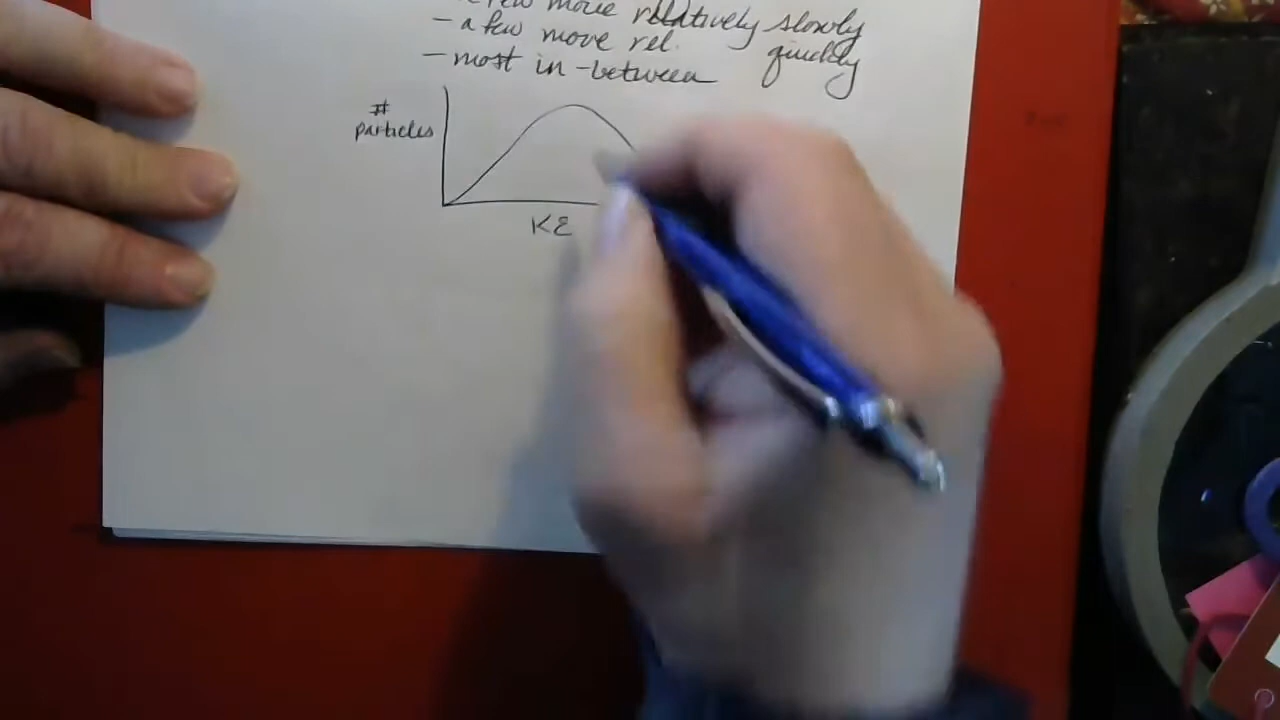 few move relatively slowly
- a few move rel. quickly
- most in-between
#
particles
KE